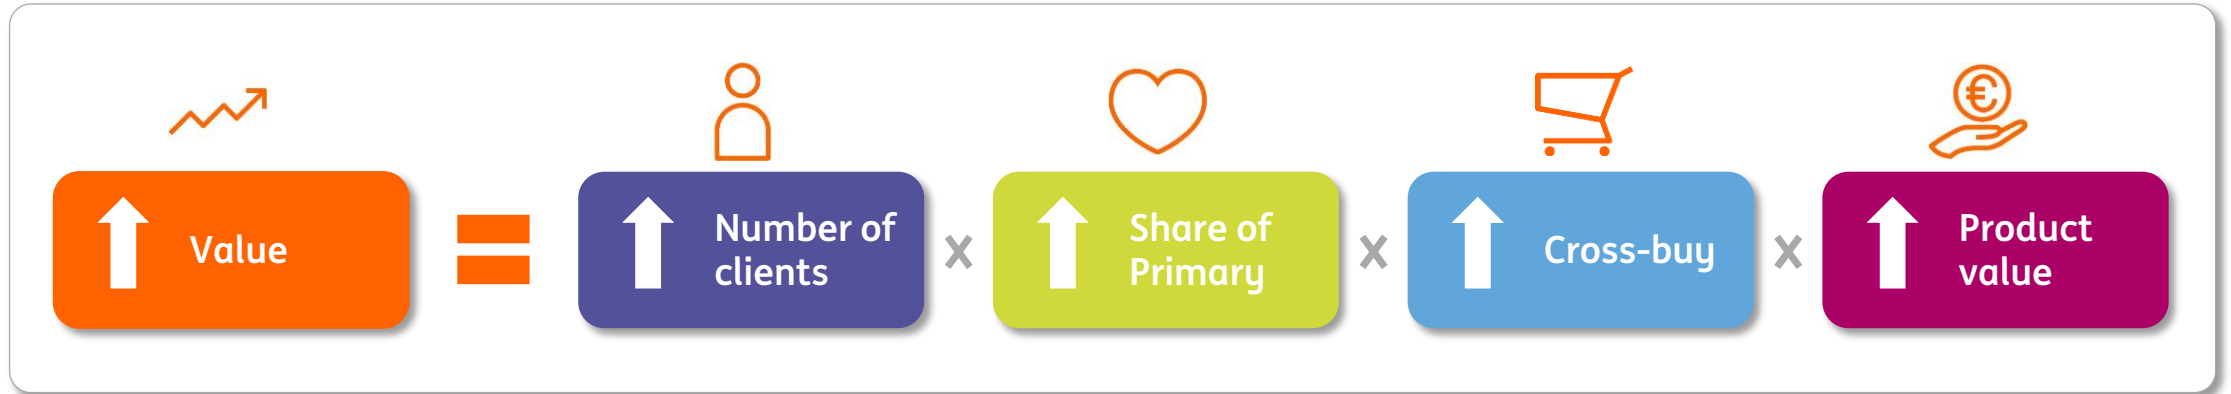 Value
=
Number of
clients
x
Share of
Primary
x
Cross-buy
x
Product
value
€